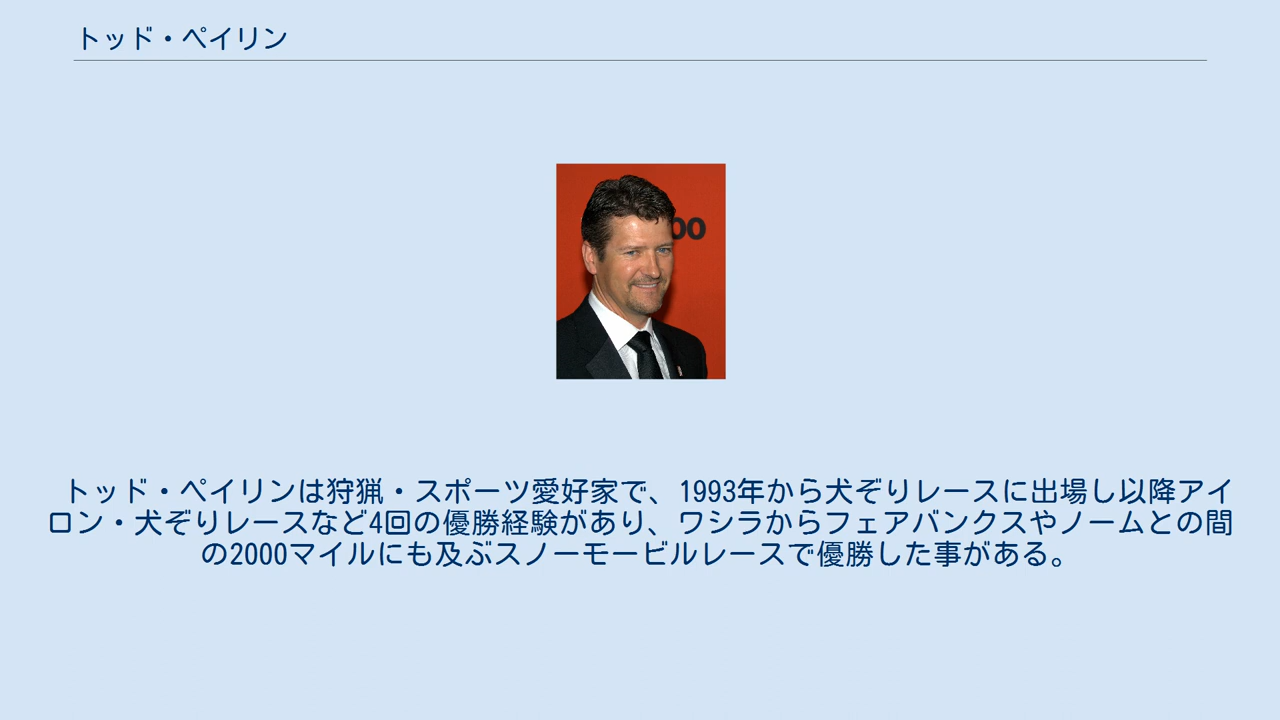 トッド・ペイリン
00
トッド・ペイリンは狩猟・スポーツ愛好家で、1993年から犬ぞりレースに出場し以降アイ
ロン・犬ぞりレースなど4回の優勝経験があり、ワシラからフェアバンクスやノームとの間
の2000マイルにも及ぶスノーモービルレースで優勝した事がある。